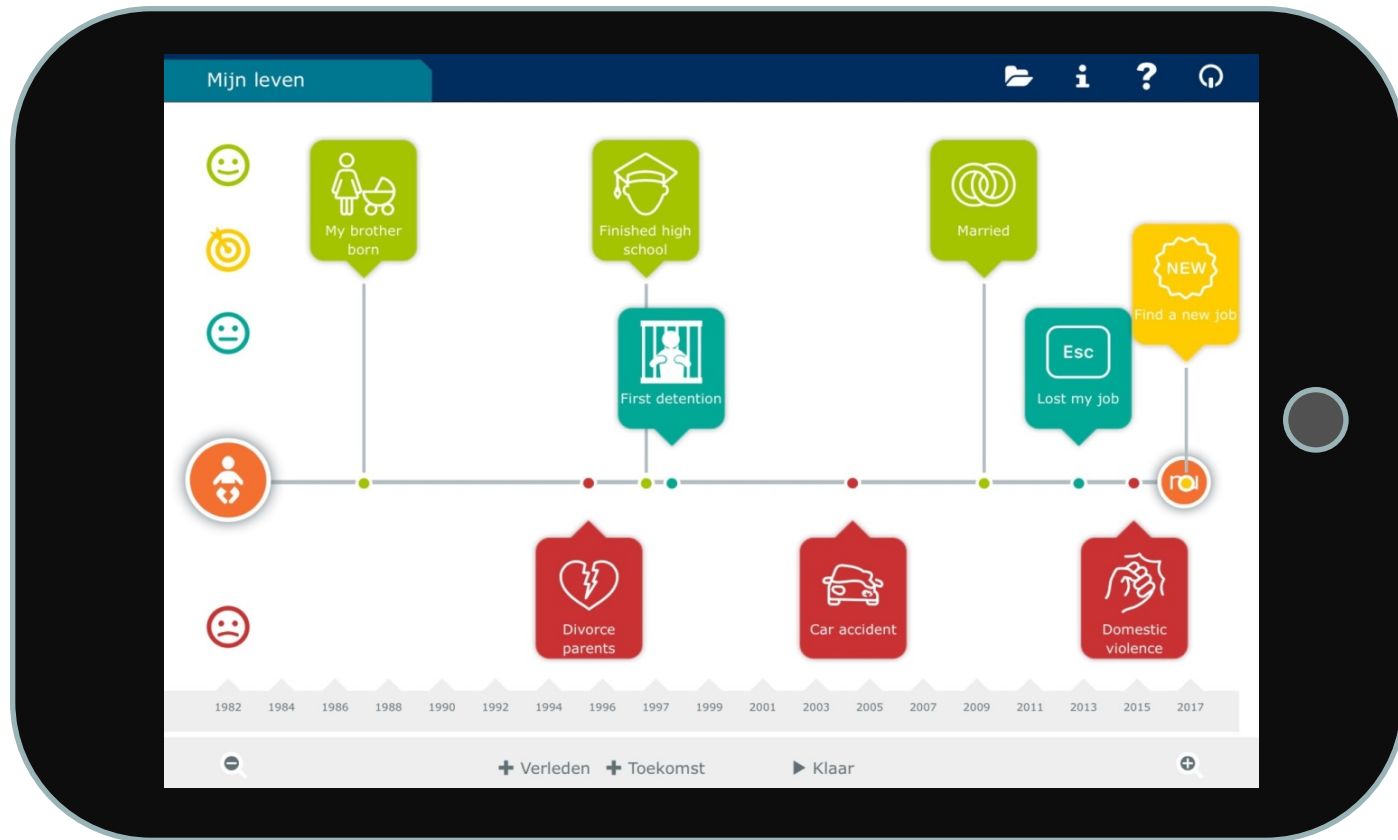 Mijn leven
i
?
My brother
born
Finished high
school
Married
NEW
Find a new job
First detention
Esc
Lost my job
Divorce
parents
Car accident
Domestic
violence
1982 1984 1986 1988 1990 1992 1994 1996 1997 1999 2001 2003 2005 2007 2009 2011 2013 2015 2017
Verleden Toekomst Klaar